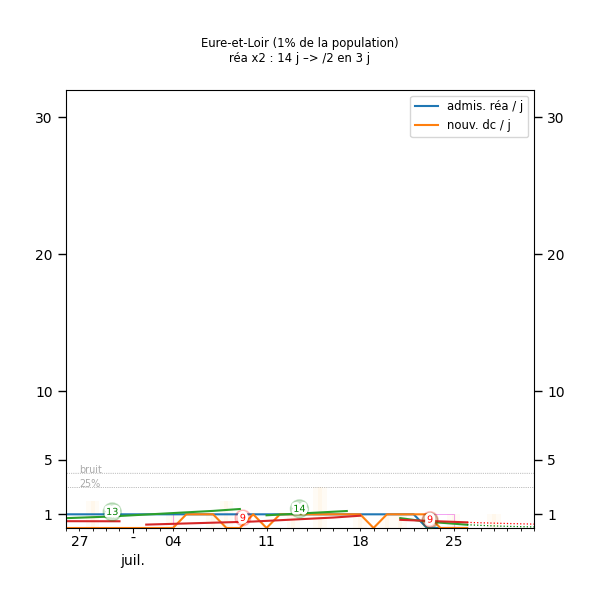 Eure-et-Loir (1% de la population)
réa x2 : 14 j –> /2 en 3 j
admis. réa / j
nouv. dc / j
30 30
20 20
10 10
5 5
bruit
25%
13 9 14 9
1 1
27 - 04 11 18 25
juil.